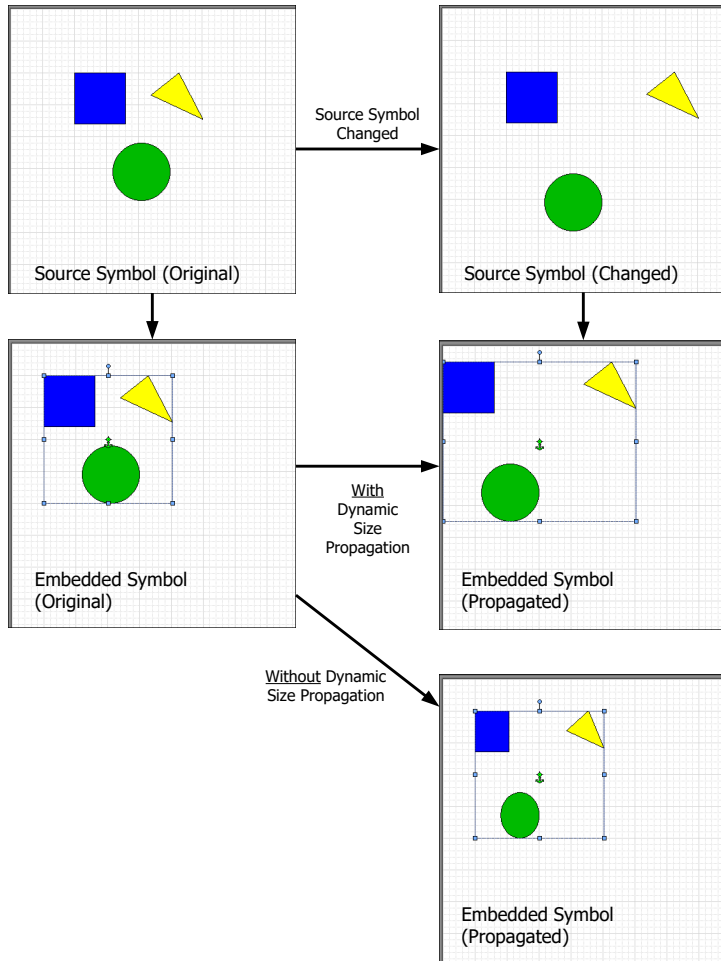 Source Symbol
Changed
Source Symbol (Original)
Source Symbol (Changed)
With
Dynamic
Size
Propagation
Embedded Symbol
(Original)
Embedded Symbol
(Propagated)
Without Dynamic
Size Propagation
Embedded Symbol
(Propagated)